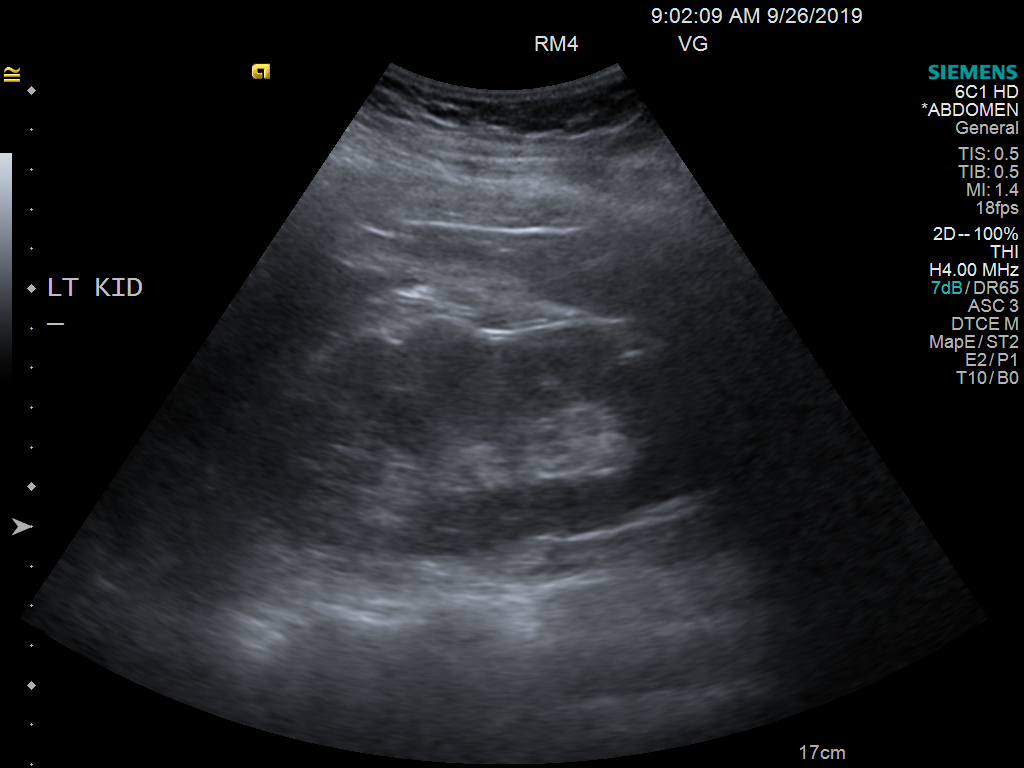 9:02:09 AM 9/26/2019
RM4 VG
SIEMENS
6C1 HD
*ABDOMEN
General
TIS: 0.5
TIB: 0.5
MI: 1.4
18fps
2D-- 100%
THI
H4.00 MHz
7dB / DR65
ASC 3
DTCE M
MapE / ST2
E2 / P1
T10 / B0
LT KID
17cm